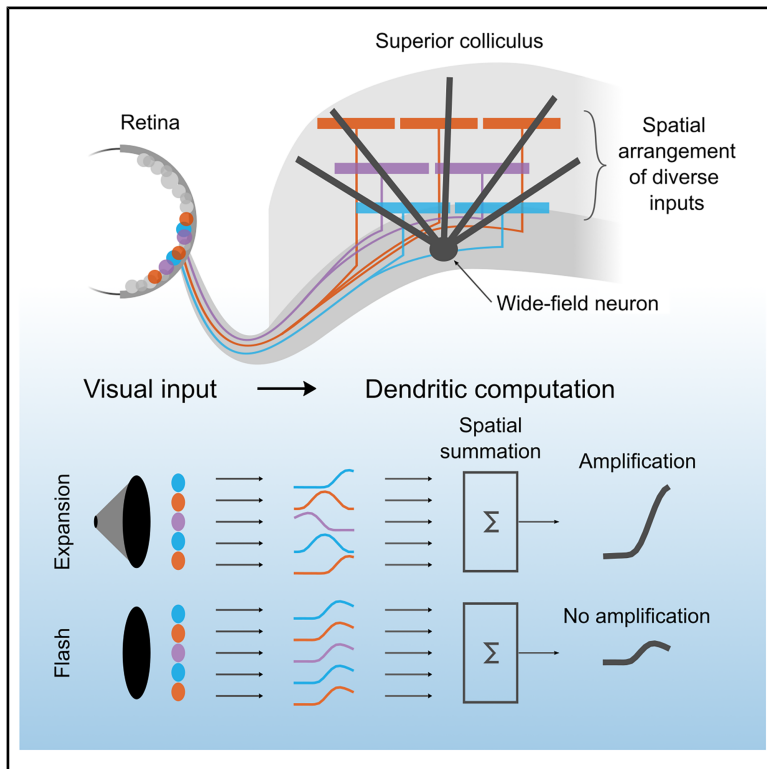 Superior colliculus
Retina
Spatial
arrangement
of diverse
inputs
Wide-field neuron
Visual input
Dendritic computation
Spatial
summation
Amplification
Expansion
Σ
No amplification
Flash
Σ